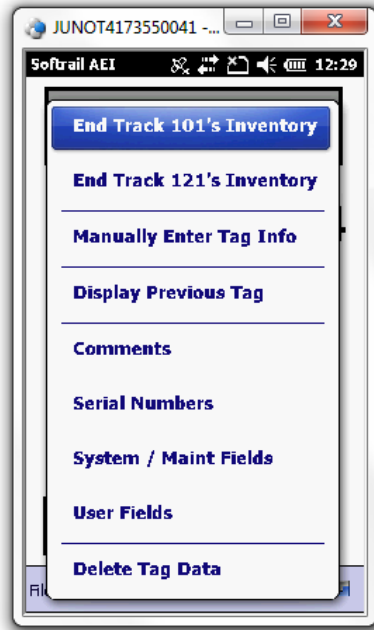 JUNOT4173550041 -...
Softrail AEI 12:29
End Track 101's Inventory
End Track 121's Inventory
Manually Enter Tag Info
Display Previous Tag
Comments
Serial Numbers
System / Maint Fields
User Fields
Delete Tag Data